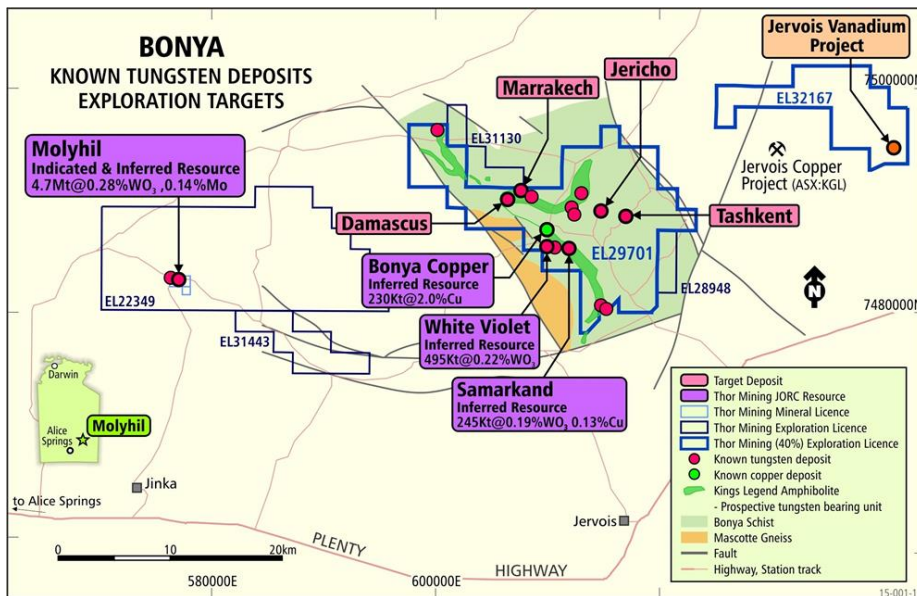 BONYA
KNOWN TUNGSTEN DEPOSITS
EXPLORATION TARGETS
Jervois Vanadium
Project
Jericho
Marrakech
7500000mN
EL32167
EL31130
Molyhil
Indicated & Inferred Resource
4.7Mt@0.28%WO3 ,0.14%Mo
Jervois Copper
Project (ASX:KGL)
Damascus
Tashkent
EL29701
Bonya Copper
Inferred Resource
230Kt@2.0%Cu
EL28948
N
EL22349
7480000mN
White Violet
Inferred Resource
495Kt@0.22%WO3
EL31443
Samarkand
Inferred Resource
245Kt@0.19%WO3 0.13%Cu
Darwin
Alice
Springs
Molyhil
Target Deposit
Thor Mining JORC Resource
Thor Mining Mineral Licence
Thor Mining Exploration Licence
Thor Mining (40%) Exploration Licence
Known tungsten deposit
Known copper deposit
Kings Legend Amphibolite
- Prospective tungsten bearing unit
Bonya Schist
Mascotte Gneiss
Fault
Highway, Station track
Jinka
to Alice Springs
Jervois
PLENTY
HIGHWAY
0 10 20km
580000E
600000E